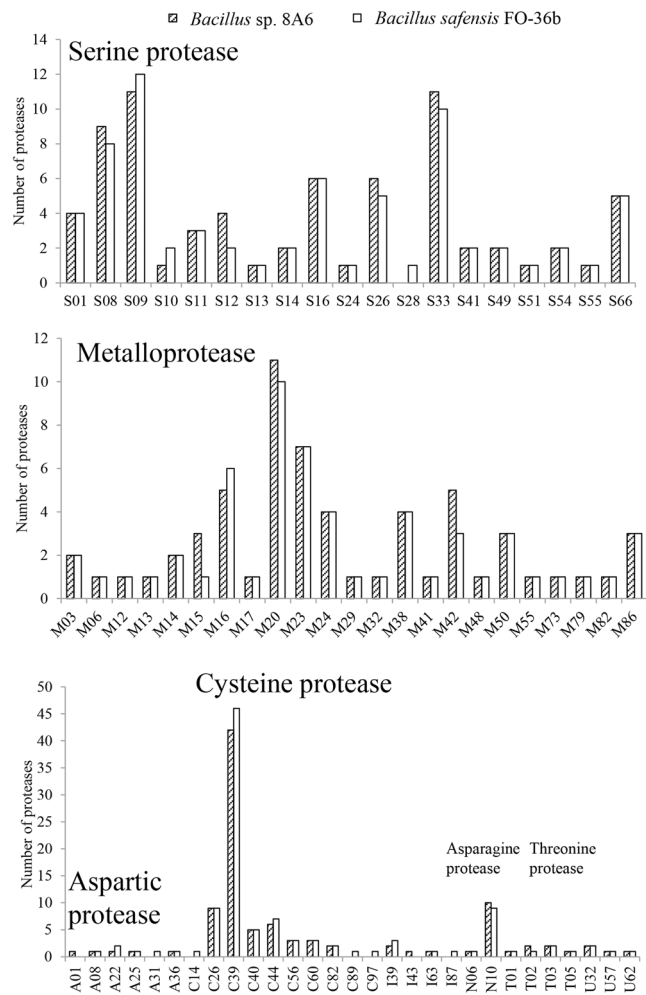 Bacillus sp. 8A6 Bacillus safensis FO-36b
Serine protease
Number of proteases
14
12
10
8
6
4
2
0
S01 S08 S09 S10 S11 S12 S13 S14 S16 S24 S26 S28 S33 S41 S49 S51 S54 S55 S66
Metalloprotease
Number of proteases
12
10
8
6
4
2
0
M03 M06 M12 M13 M14 M15 M16 M17 M20 M23 M24 M29 M32 M38 M41 M42 M48 M50 M55 M73 M79 M82 M86
Cysteine protease
Number of proteases
50
45
40
35
30
25
20
15
10
5
0
Asparagine
protease
Threonine
protease
Aspartic
protease
A01 A08 A22 A25 A31 A36 C14 C26 C39 C40 C44 C56 C60 C82 C89 C97 I39 I43 I63 I87 N06 N10 T01 T02 T03 T05 U32 U57 U62